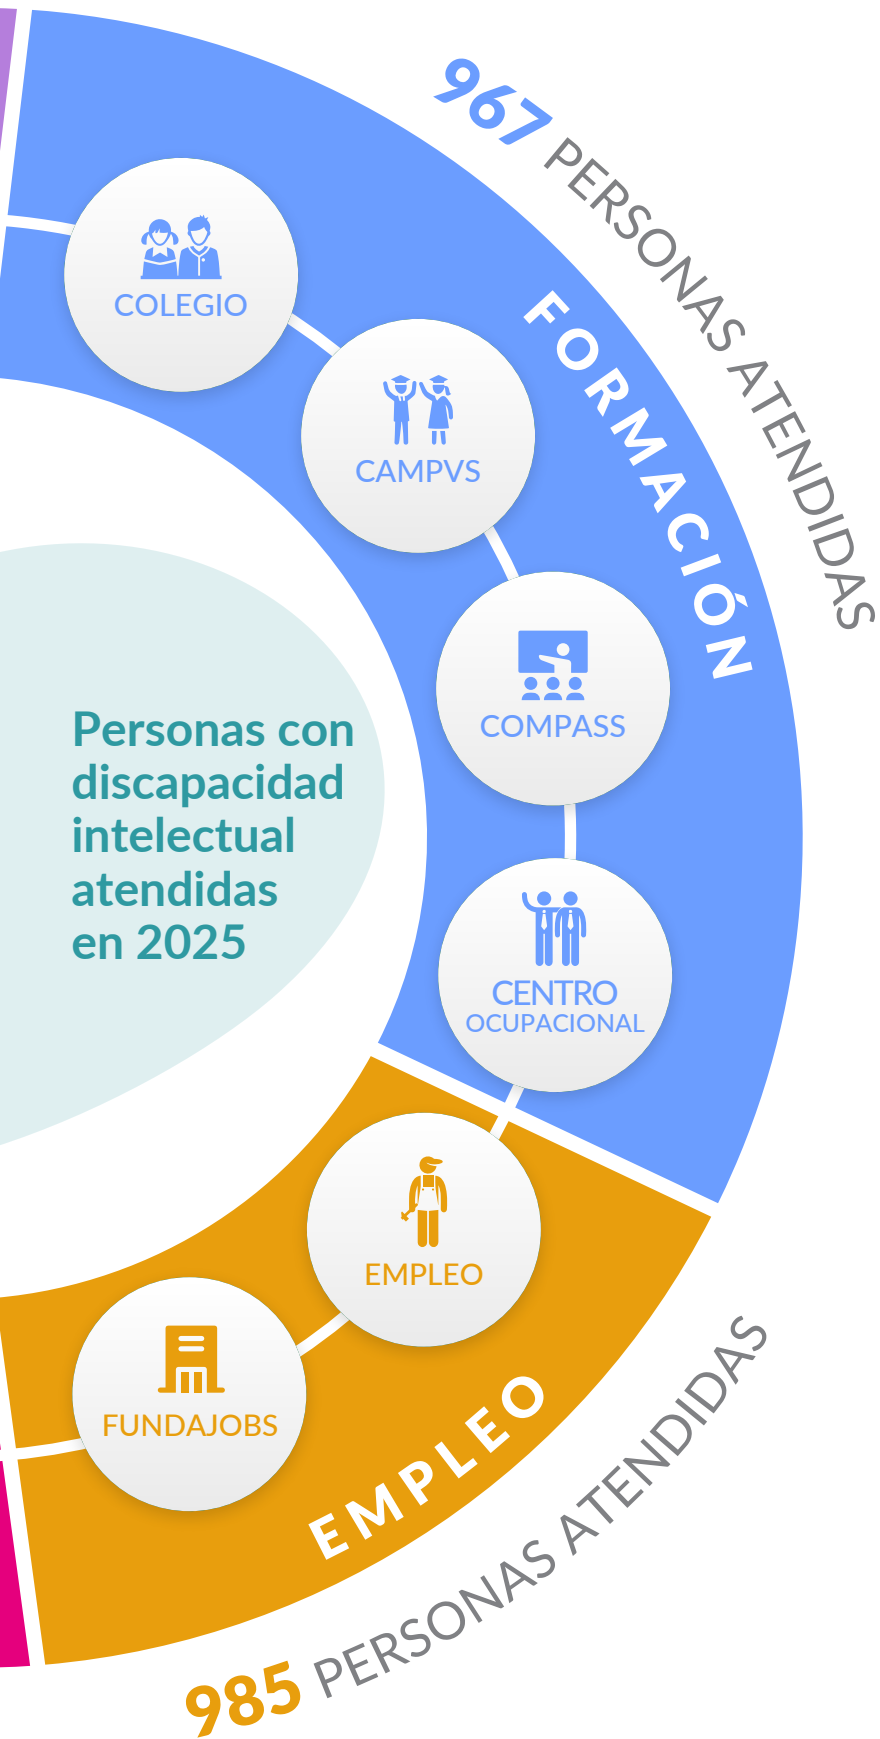 967 PERSONAS ATENDIDAS
FORMACIÓN
COLEGIO
CAMPVS
COMPASS
CENTRO
OCUPACIONAL
Personas con
discapacidad
intelectual
atendidas
en 2025
EMPLEO
FUNDAJOBS
EMPLEO
985 PERSONAS ATENDIDAS